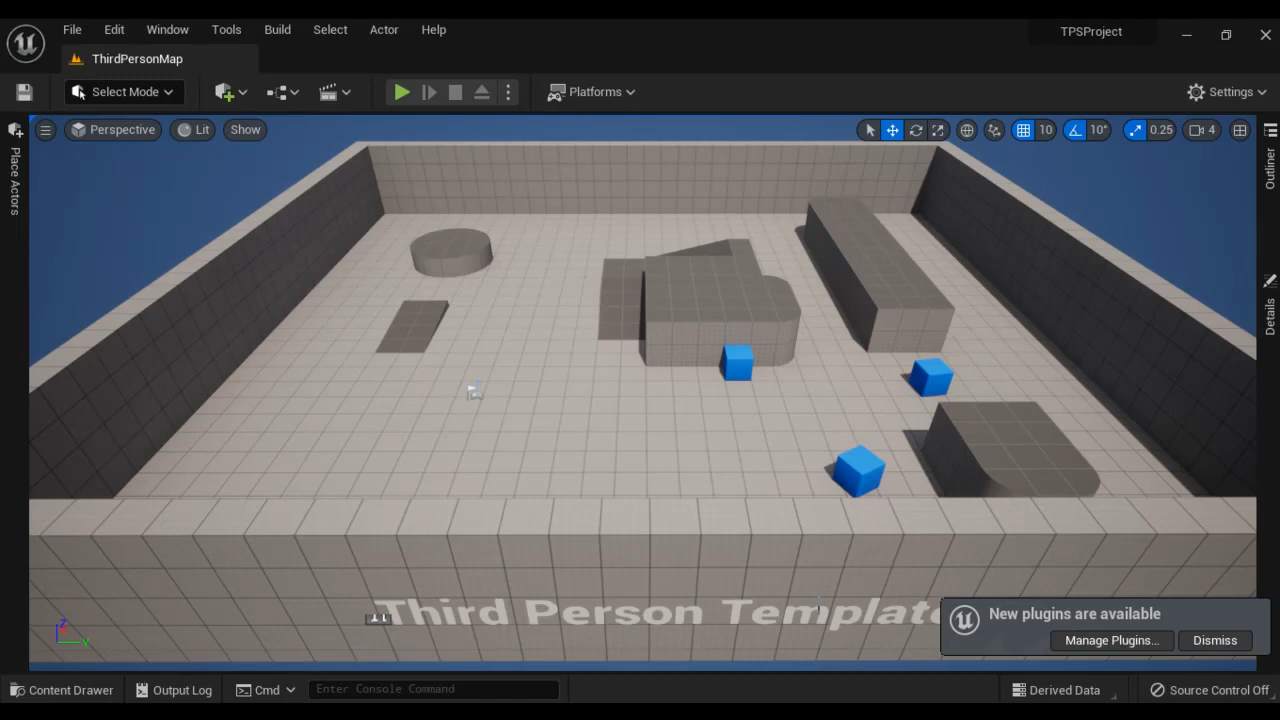 File Edit Window Tools Build Select Actor Help
TPSProject
ThirdPersonMap
Select Mode
Platforms
Settings
Perspective Lit Show
10 10° 0.25 4
Place Actors
Outliner
Details
Third Person Template
New plugins are available
Manage Plugins... Dismiss
Z
Y
Content Drawer Output Log Cmd Enter Console Command Derived Data Source Control Off